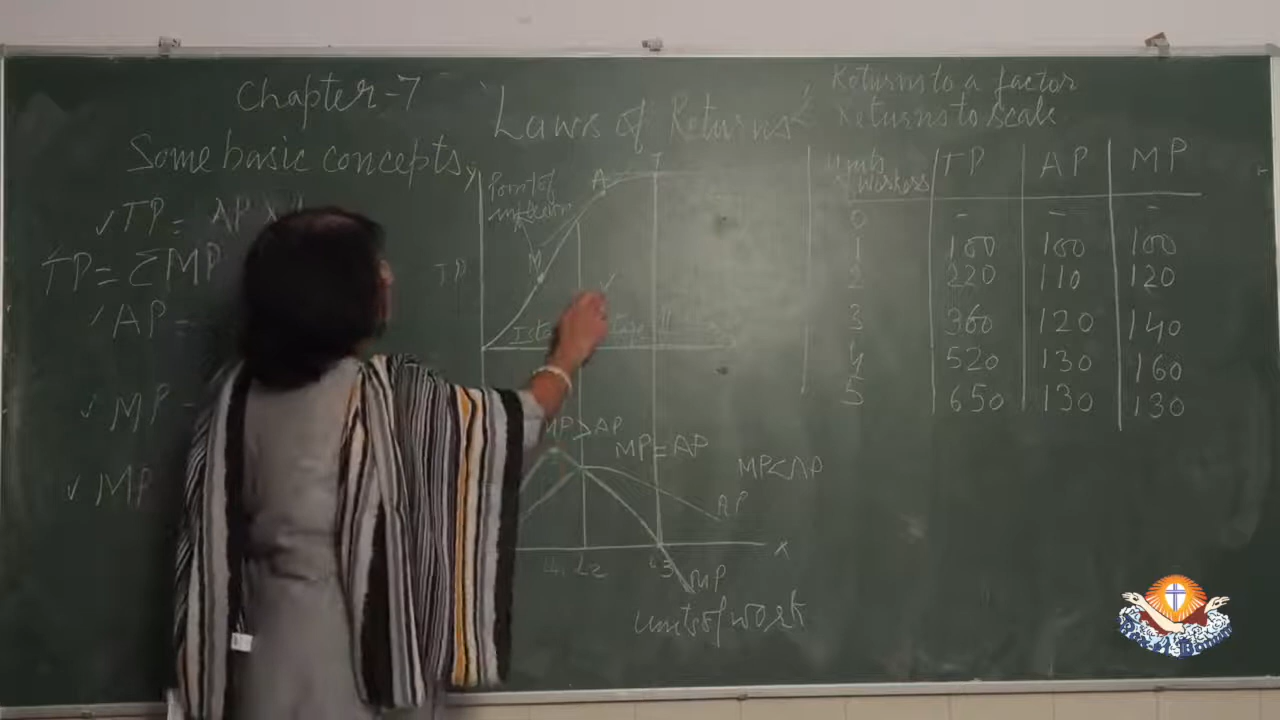 Chapter-7
"Laws of Returns"
Returns to a factor
Returns to scale
Some basic concepts
✓TP = AP X
TP = ΣMP
✓AP =
✓MP -
✓MP
y
Point of
A
T
M
TP
MP>AP
MP=AP
MP<AP
AP
x
L2
L3
MP
units of work
Units
of workers TP AP MP
0 - - -
1 100 100 100
2 220 110 120
3 360 120 140
4 520 130 160
5 650 130 130